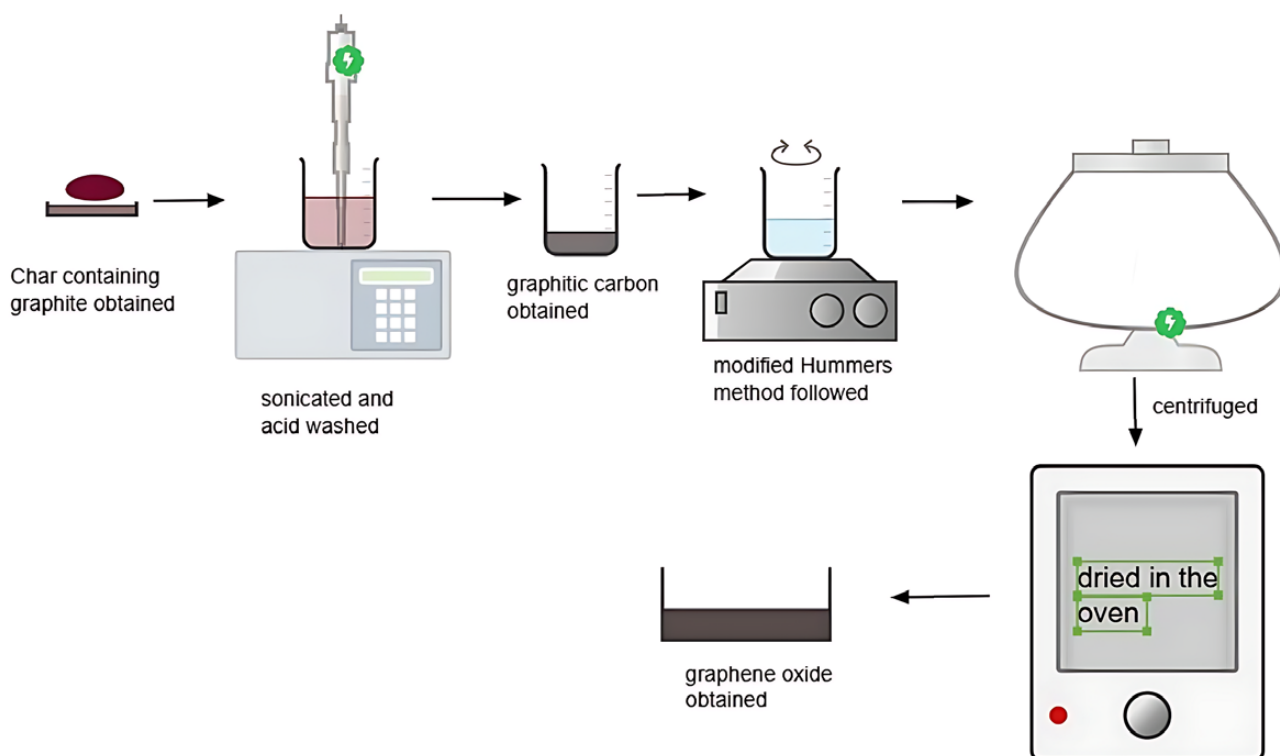 Char containing
graphite obtained
sonicated and
acid washed
graphitic carbon
obtained
modified Hummers
method followed
centrifuged
dried in the
oven
graphene oxide
obtained